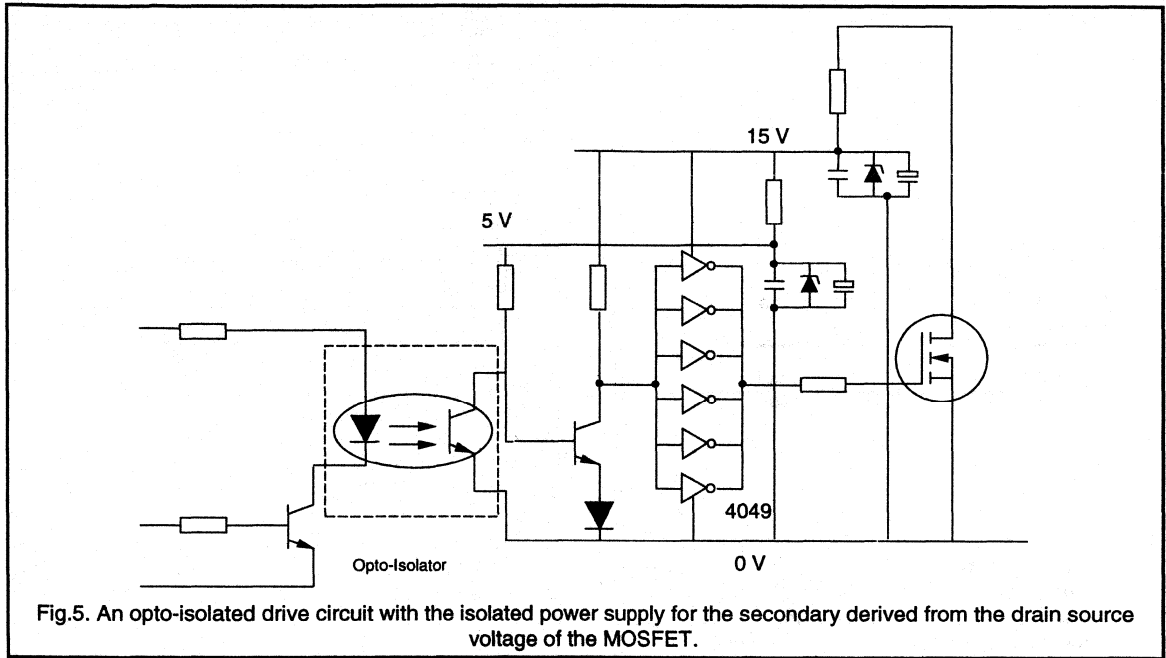 15 V
5 V
4049
Opto-Isolator
0 V
Fig.5. An opto-isolated drive circuit with the isolated power supply for the secondary derived from the drain source
voltage of the MOSFET.